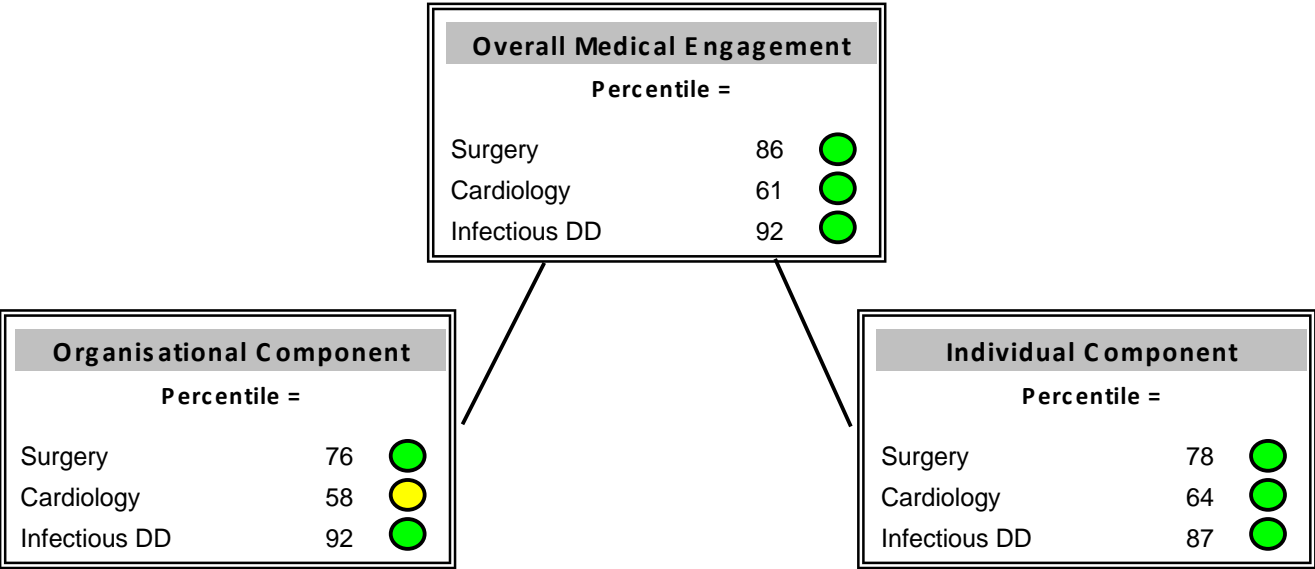 Overall Medical Engagement
Percentile =
Surgery 86
Cardiology 61
Infectious DD 92
Organisational Component
Percentile =
Surgery 76
Cardiology 58
Infectious DD 92
Individual Component
Percentile =
Surgery 78
Cardiology 64
Infectious DD 87